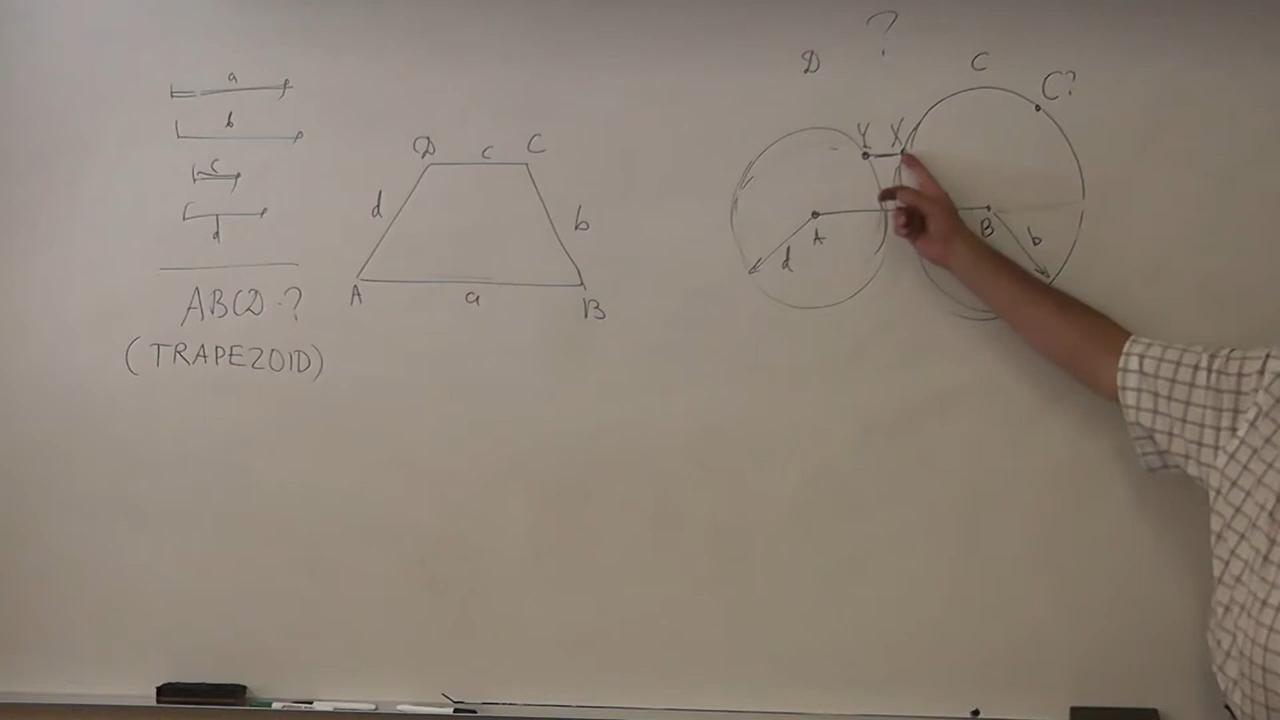 a
b
c
d
ABCD - ?
(TRAPEZOID)
D c C
d b
A a B
?
D C C?
Y X
A B
d b